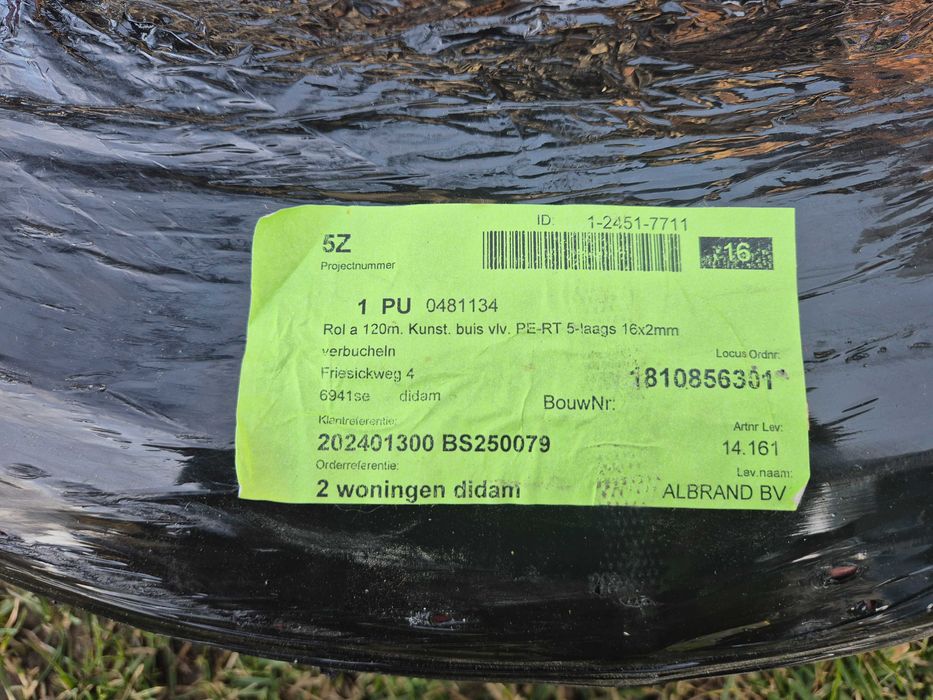 5Z
ID: 1-2451-7711
16
Projectnummer
1 PU 0481134
Rol a 120m. Kunst. buis vlv. PE-RT 5-laags 16x2mm
verbucheln
Locus Ordnr:
Friesickweg 4
1810856301
6941se didam
BouwNr:
Klantreferentie:
Artnr Lev:
202401300 BS250079
14.161
Orderreferentie:
Lev.naam:
2 woningen didam
ALBRAND BV